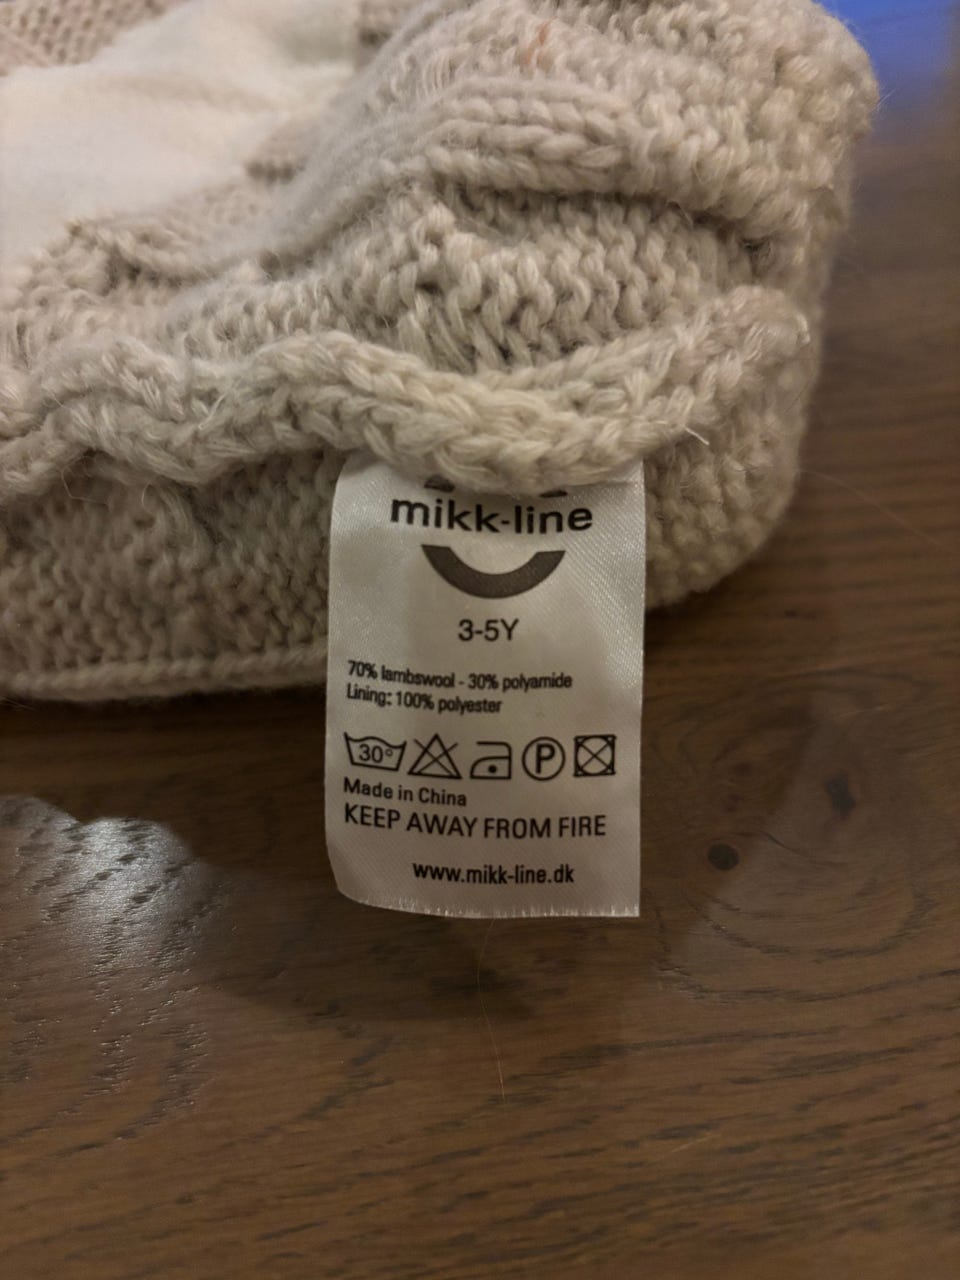 mikk-line
3-5Y
70% lambswool - 30% polyamide
Lining: 100% polyester
30°
P
Made in China
KEEP AWAY FROM FIRE
www.mikk-line.dk